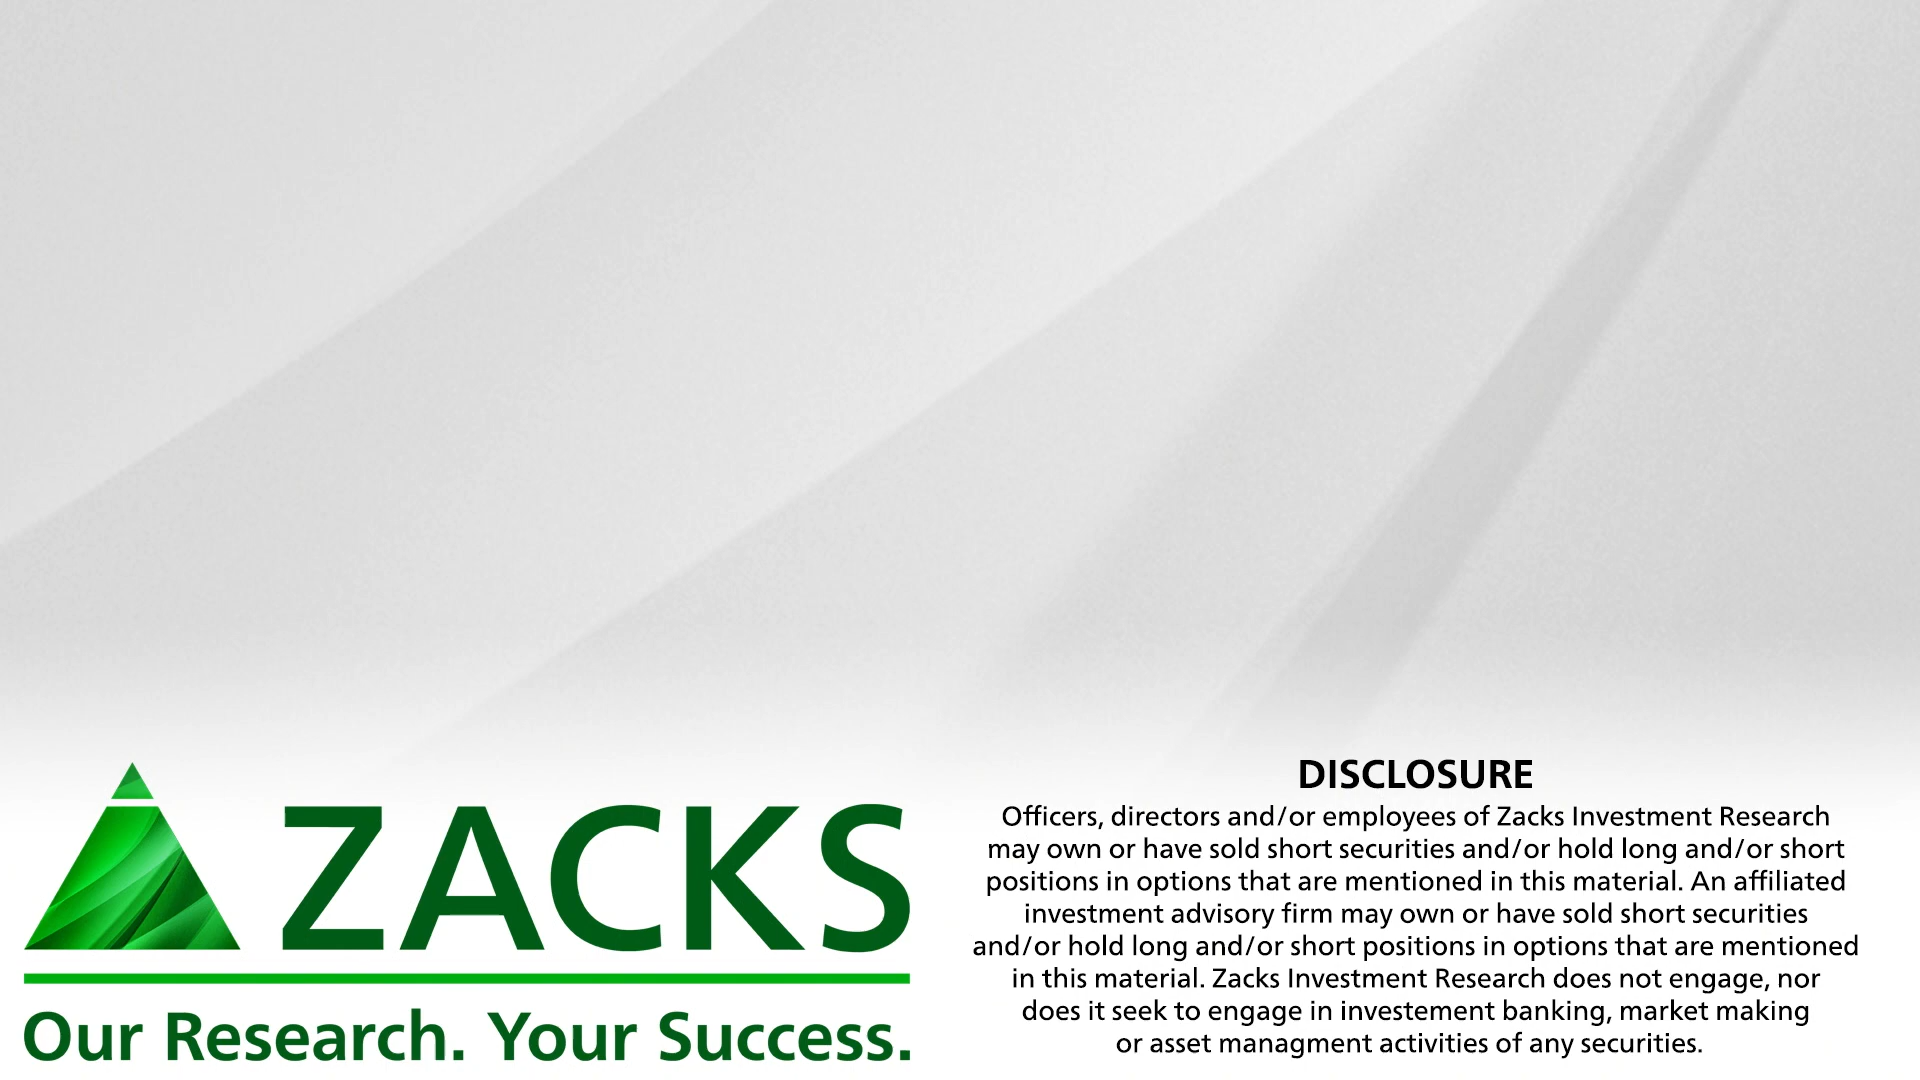 ZACKS
Our Research. Your Success.
DISCLOSURE
Officers, directors and/or employees of Zacks Investment Research
may own or have sold short securities and/or hold long and/or short
positions in options that are mentioned in this material. An affiliated
investment advisory firm may own or have sold short securities
and/or hold long and/or short positions in options that are mentioned
in this material. Zacks Investment Research does not engage, nor
does it seek to engage in investement banking, market making
or asset managment activities of any securities.